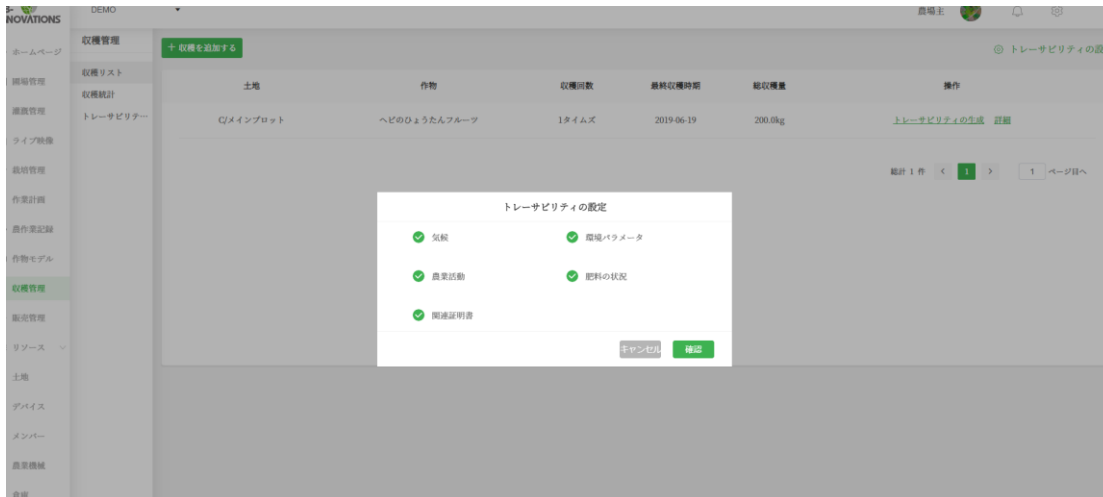 NOVATIONS
DEMO
農場主
ホームページ
圃場管理
灌漑管理
ライブ映像
栽培管理
作業計画
農作業記録
作物モデル
収穫管理
販売管理
リソース
土地
デバイス
メンバー
農業機械
倉庫
収穫管理
収穫リスト
収穫統計
トレーサビリテー
+ 収穫を追加する
トレーサビリティの設
土地 作物 収穫回数 最終収穫時期 総収穫量 操作
C/メインプロット ヘビのひょうたんフルーツ 1タイムズ 2019-06-19 200.0kg トレーサビリティの生成 詳細
総計 1 件 < 1 > 1 ページ目へ
トレーサビリティの設定
気候 環境パラメータ
農業活動 肥料の状況
関連証明書
キャンセル 確認